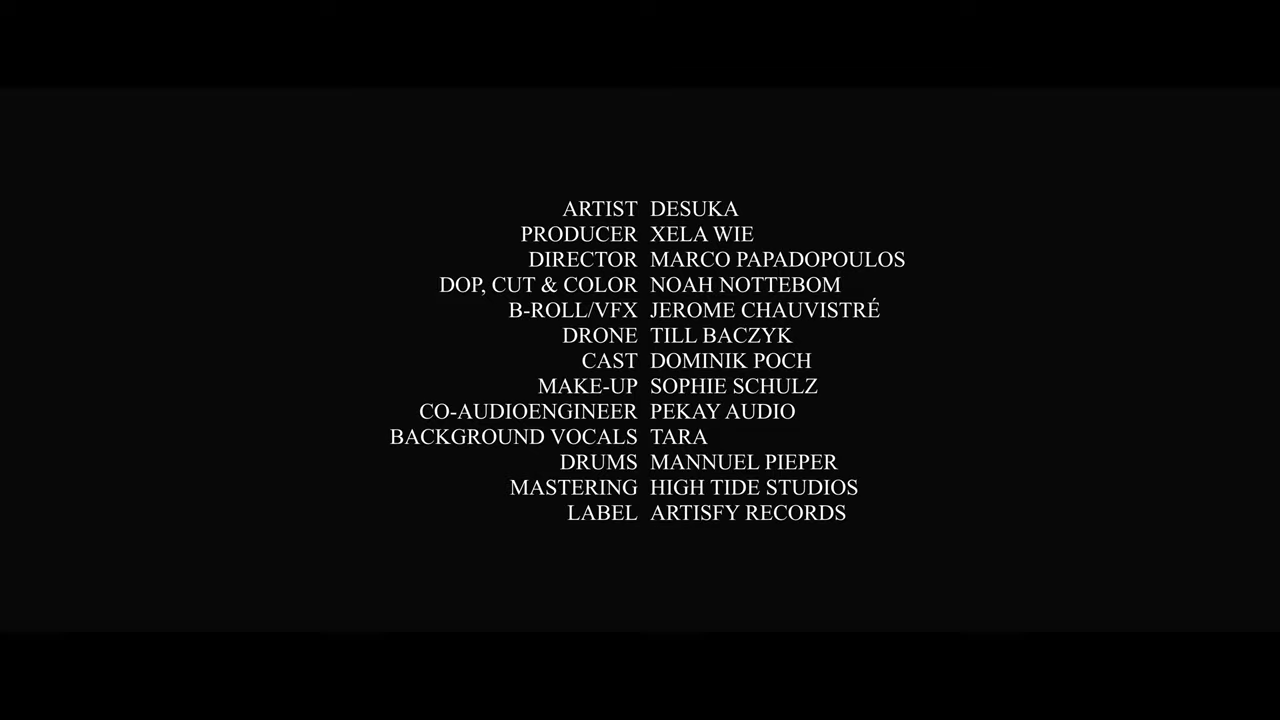 ARTIST DESUKA
PRODUCER XELA WIE
DIRECTOR MARCO PAPADOPOULOS
DOP, CUT & COLOR NOAH NOTTEBOM
B-ROLL/VFX JEROME CHAUVISTRÉ
DRONE TILL BACZYK
CAST DOMINIK POCH
MAKE-UP SOPHIE SCHULZ
CO-AUDIOENGINEER PEKAY AUDIO
BACKGROUND VOCALS TARA
DRUMS MANNUEL PIEPER
MASTERING HIGH TIDE STUDIOS
LABEL ARTISFY RECORDS